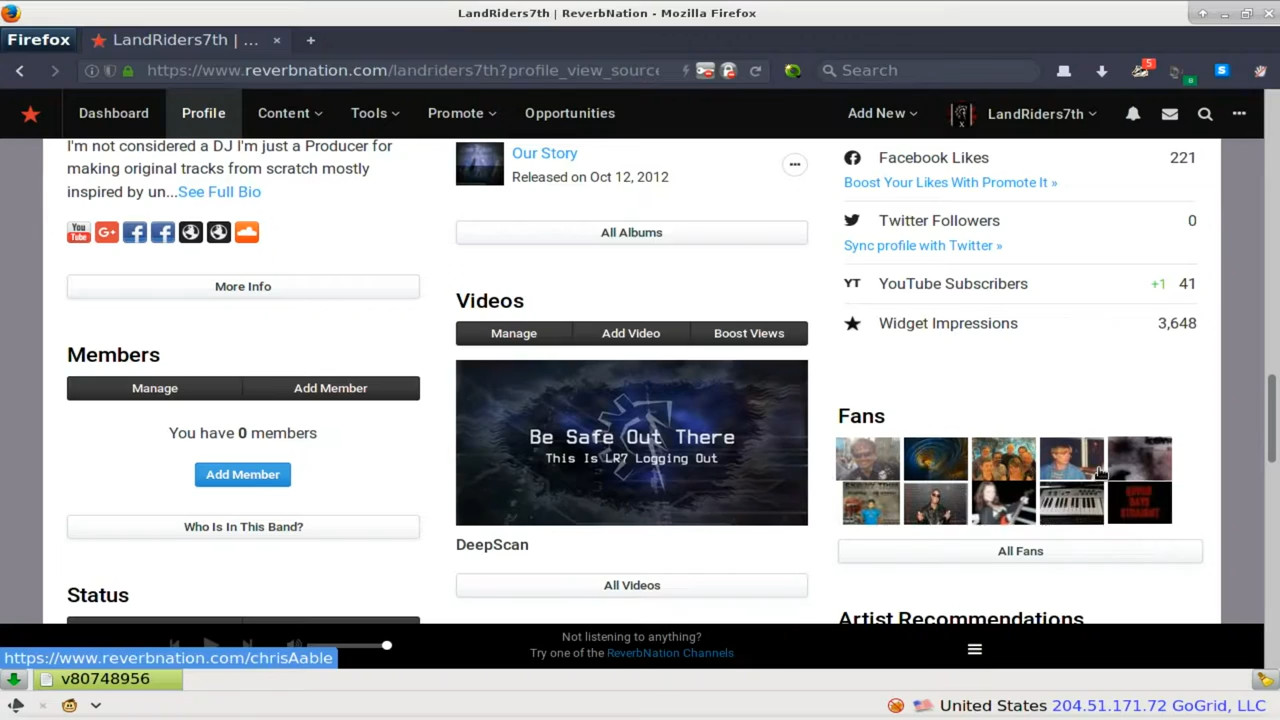 LandRiders7th | ReverbNation - Mozilla Firefox
Firefox
LandRiders7th | ...
https://www.reverbnation.com/landriders7th?profile_view_source
Search
5
Dashboard
Profile
Content
Tools
Promote
Opportunities
Add New
LandRiders7th
I'm not considered a DJ I'm just a Producer for
making original tracks from scratch mostly
inspired by un...See Full Bio
You
Tube
G+
More Info
Members
Manage
Add Member
You have 0 members
Add Member
Who Is In This Band?
Status
Our Story
Released on Oct 12, 2012
All Albums
Videos
Manage
Add Video
Boost Views
Be Safe Out There
This Is LR7 Logging Out
DeepScan
All Videos
Facebook Likes
221
Boost Your Likes With Promote It »
Twitter Followers
0
Sync profile with Twitter »
YT
YouTube Subscribers
+1
41
Widget Impressions
3,648
Fans
All Fans
Artist Recommendations
Not listening to anything?
Try one of the ReverbNation Channels
https://www.reverbnation.com/chrisAable
v80748956
United States 204.51.171.72 GoGrid, LLC